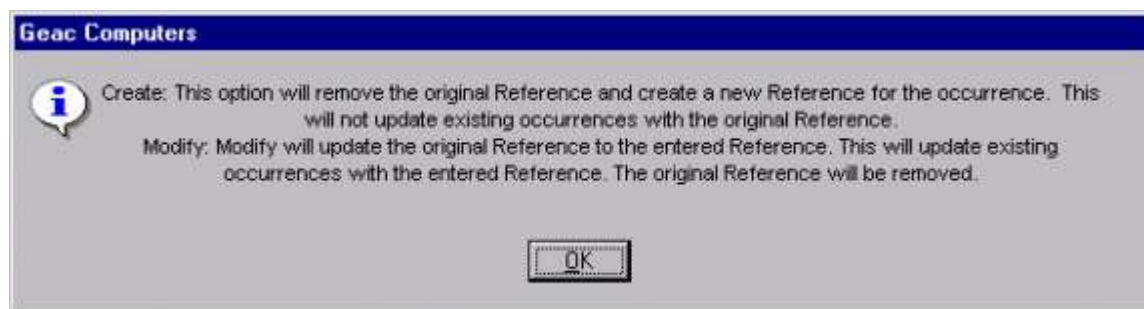 Geac Computers
Create: This option will remove the original Reference and create a new Reference for the occurrence. This
will not update existing occurrences with the original Reference.
Modify: Modify will update the original Reference to the entered Reference. This will update existing
occurrences with the entered Reference. The original Reference will be removed.
OK